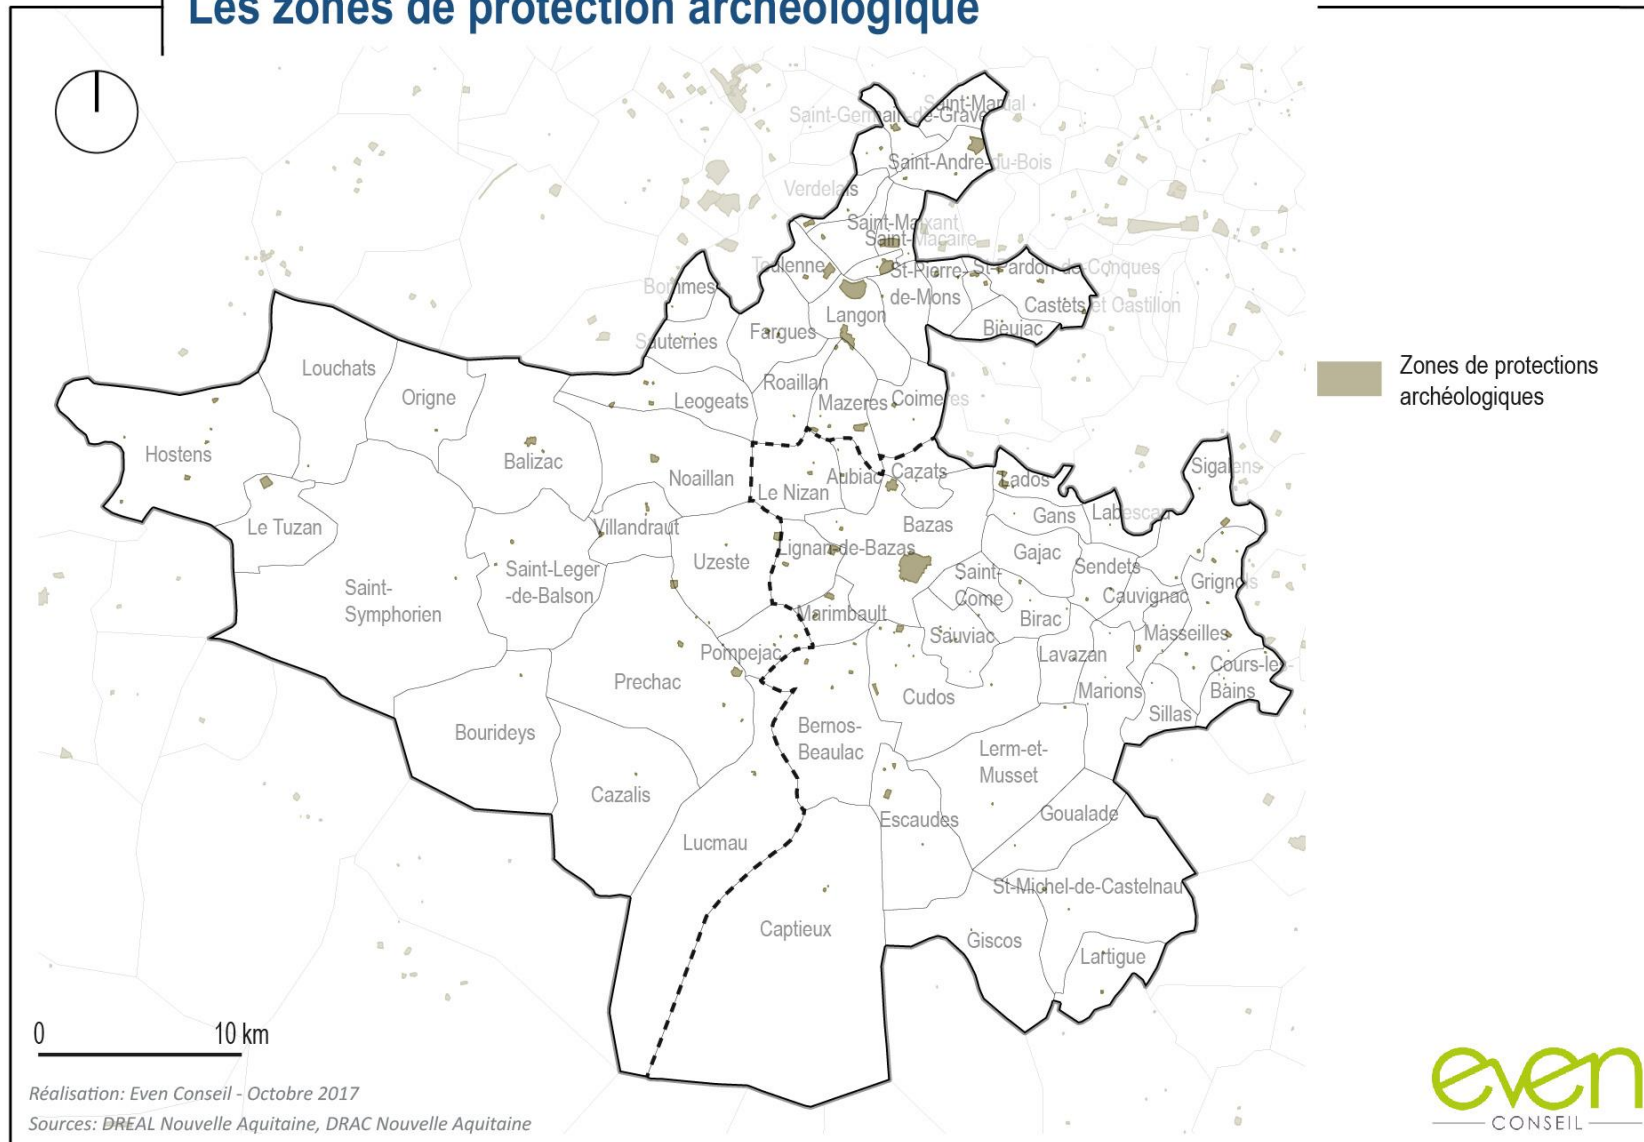 Les zones de protection archéologique
Saint-Martial
Saint-Germain-de-Grave
Saint-Andre-du-Bois
Verdelais
Saint-Maixant
Saint-Macaire
Toulenne
St-Pierre-
de-Mons
St-Pardon-de-Conques
Bommes
Castets et Castillon
Langon
Fargues
Bieujac
Sauternes
Louchats
Roaillan
Origne
Leogeats
Mazeres
Coimeres
Hostens
Balizac
Noaillan
Le Nizan
Aubiac
Cazats
Lados
Sigalens
Le Tuzan
Villandraut
Bazas
Gans
Labescau
Uzeste
Lignan-de-Bazas
Gajac
Saint-Leger
-de-Balson
Saint-
Come
Sendets
Grignols
Saint-
Symphorien
Marimbault
Cauvignac
Birac
Sauviac
Masseilles
Pompejac
Lavazan
Cours-les-
Bains
Prechac
Cudos
Marions
Sillas
Bourideys
Bernos-
Beaulac
Lerm-et-
Musset
Cazalis
Escaudes
Goualade
Lucmau
St-Michel-de-Castelnau
Captieux
Giscos
Lartigue
Zones de protections
archéologiques
0 10 km
Réalisation: Even Conseil - Octobre 2017
Sources: DREAL Nouvelle Aquitaine, DRAC Nouvelle Aquitaine
even
CONSEIL